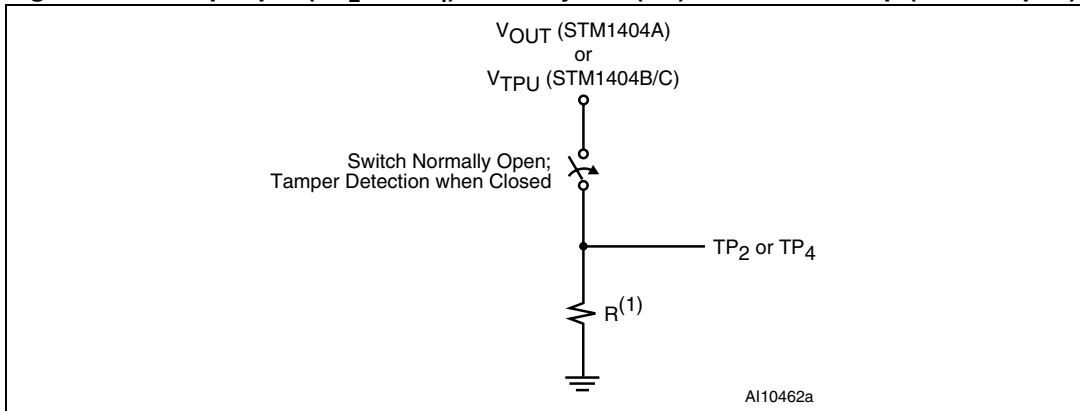 VOUT (STM1404A)
or
VTPU (STM1404B/C)
Switch Normally Open;
Tamper Detection when Closed
TP2 or TP4
R(1)
AI10462a